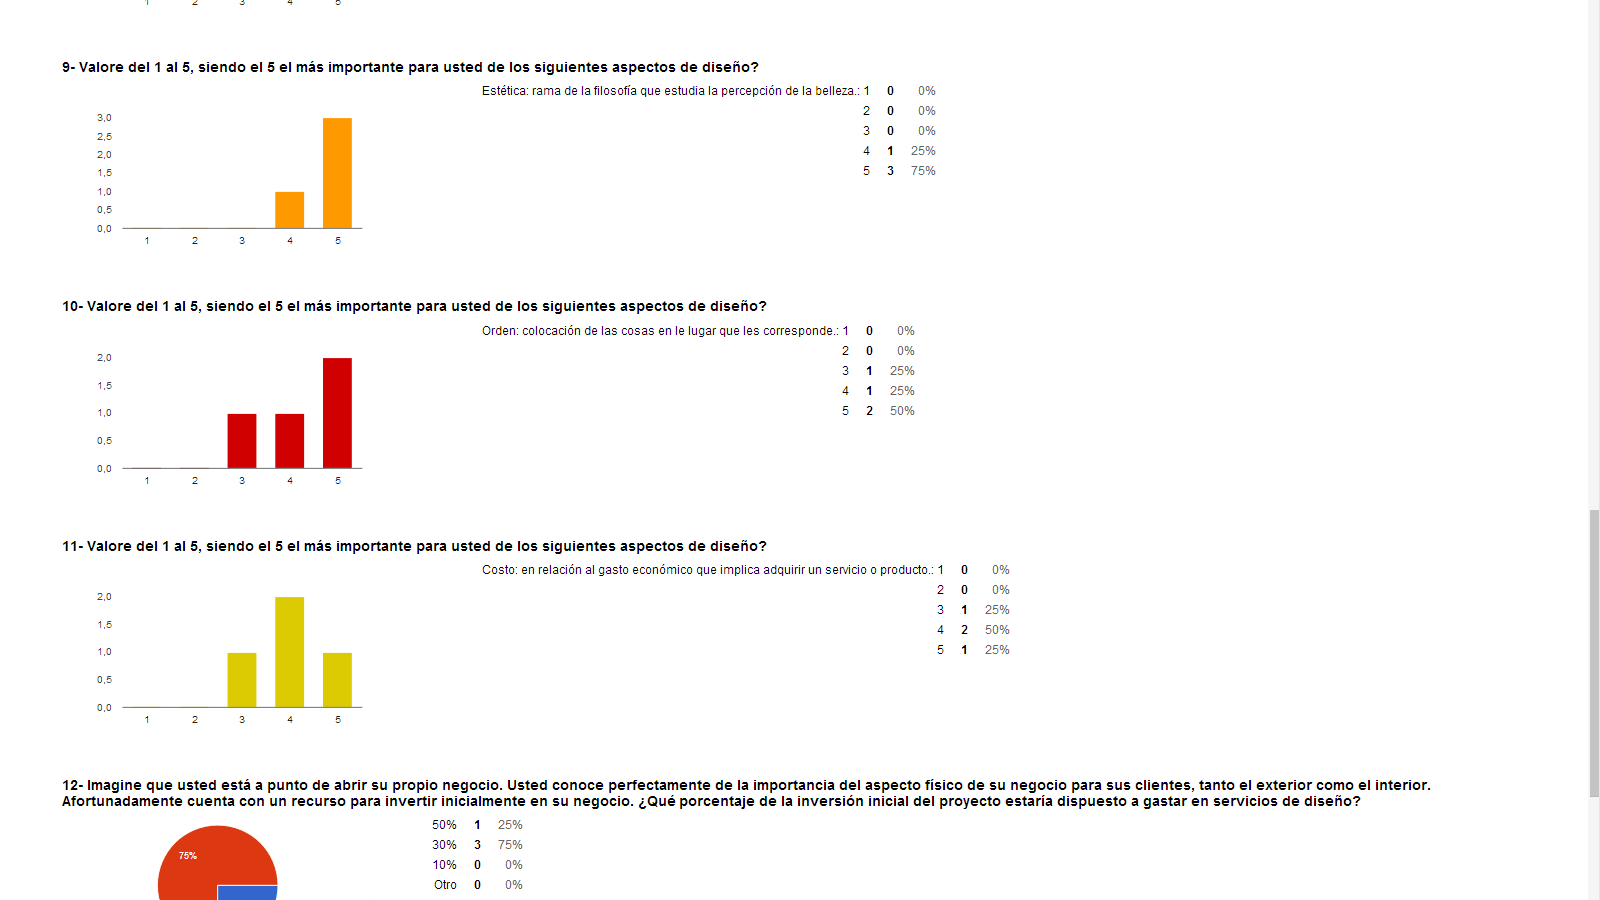 1 2 3 4 5
9- Valore del 1 al 5, siendo el 5 el más importante para usted de los siguientes aspectos de diseño?
Estética: rama de la filosofía que estudia la percepción de la belleza.: 1 0 0%
2 0 0%
3 0 0%
4 1 25%
5 3 75%
3,0
2,5
2,0
1,5
1,0
0,5
0,0
1 2 3 4 5
10- Valore del 1 al 5, siendo el 5 el más importante para usted de los siguientes aspectos de diseño?
Orden: colocación de las cosas en le lugar que les corresponde.: 1 0 0%
2 0 0%
3 1 25%
4 1 25%
5 2 50%
2,0
1,5
1,0
0,5
0,0
1 2 3 4 5
11- Valore del 1 al 5, siendo el 5 el más importante para usted de los siguientes aspectos de diseño?
Costo: en relación al gasto económico que implica adquirir un servicio o producto.: 1 0 0%
2 0 0%
3 1 25%
4 2 50%
5 1 25%
2,0
1,5
1,0
0,5
0,0
1 2 3 4 5
12- Imagine que usted está a punto de abrir su propio negocio. Usted conoce perfectamente de la importancia del aspecto físico de su negocio para sus clientes, tanto el exterior como el interior.
Afortunadamente cuenta con un recurso para invertir inicialmente en su negocio. ¿Qué porcentaje de la inversión inicial del proyecto estaría dispuesto a gastar en servicios de diseño?
50% 1 25%
30% 3 75%
10% 0 0%
Otro 0 0%
75%